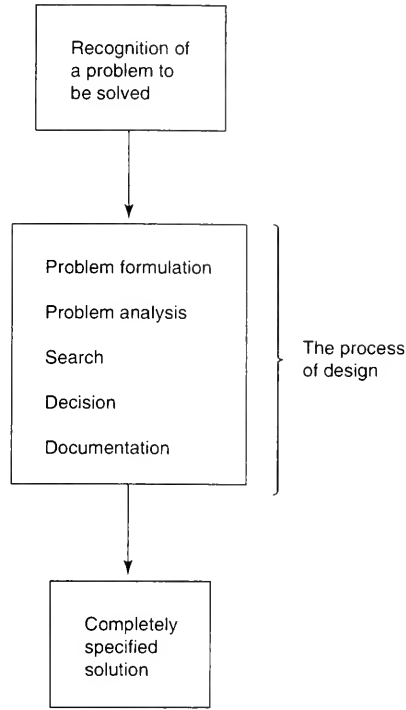 Recognition of
a problem to
be solved
Problem formulation
Problem analysis
Search
Decision
Documentation
The process
of design
Completely
specified
solution